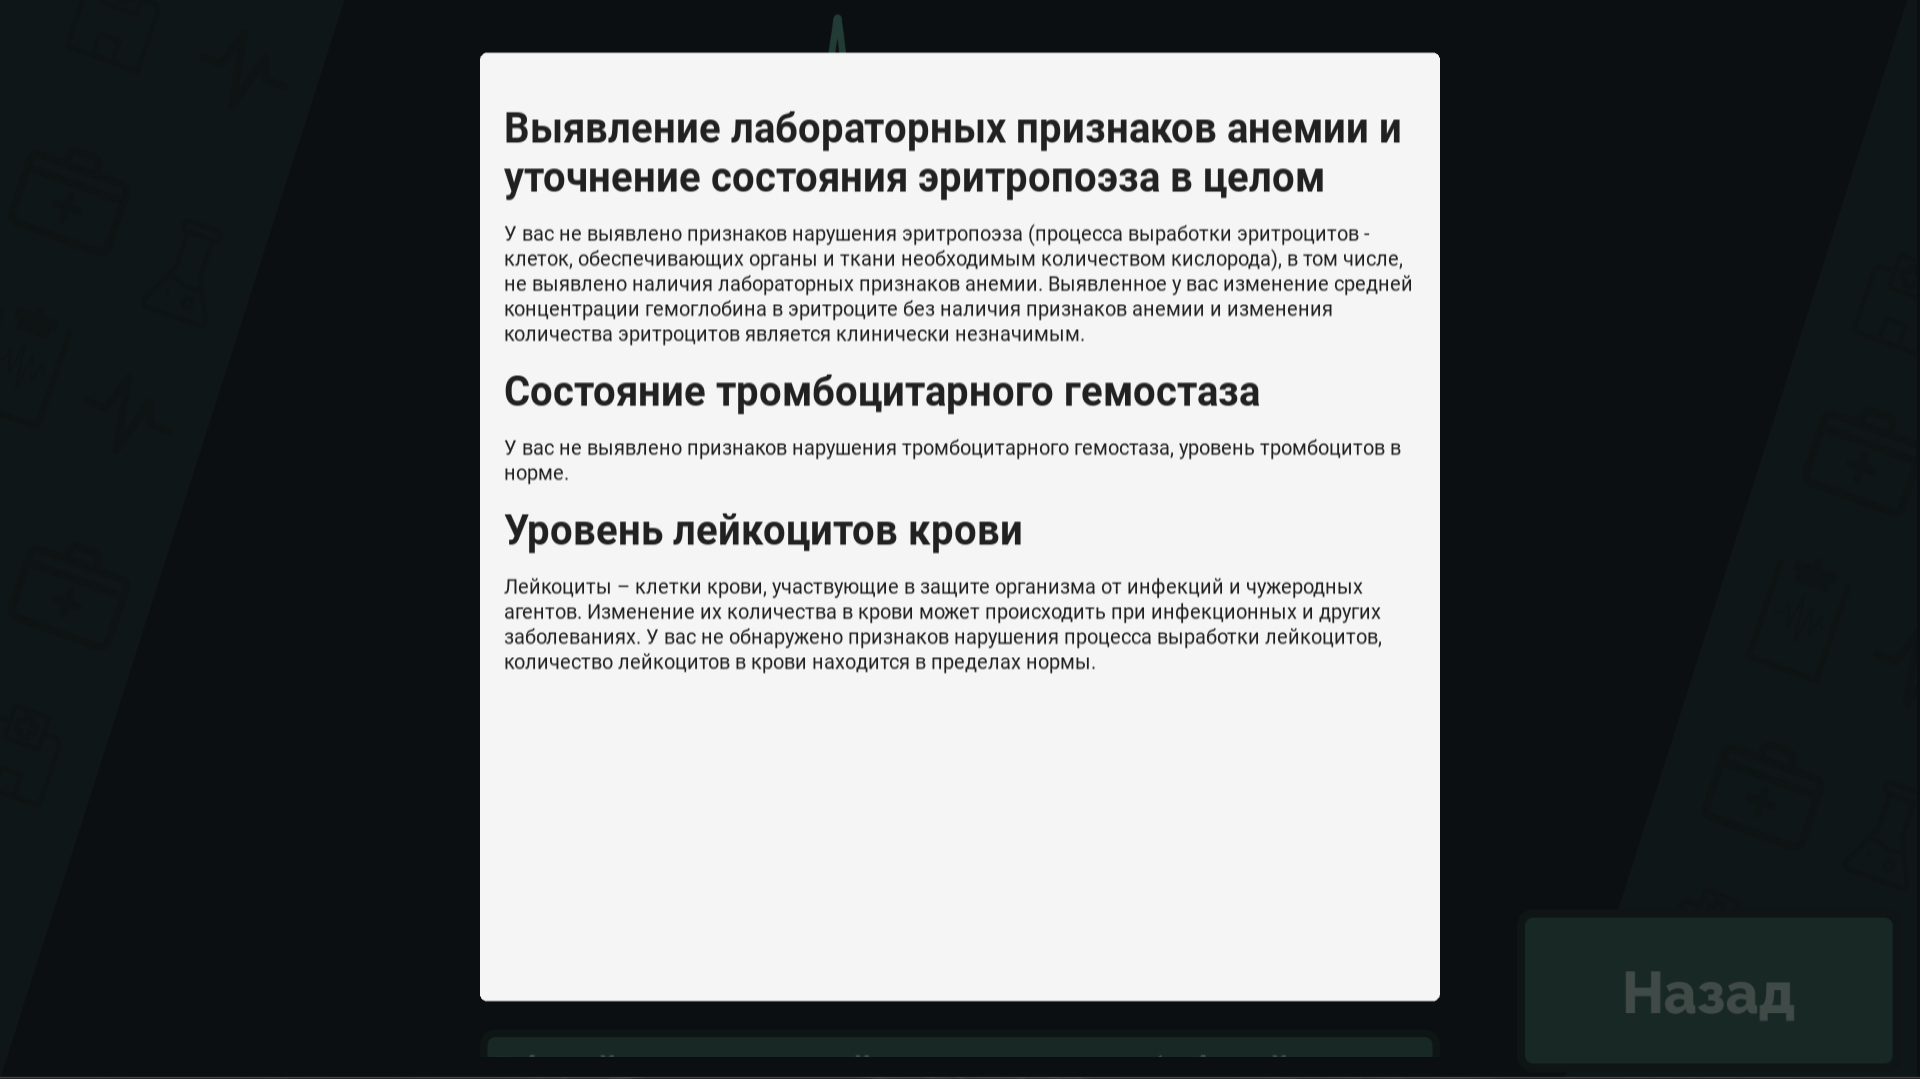 Выявление лабораторных признаков анемии и
уточнение состояния эритропоэза в целом
У вас не выявлено признаков нарушения эритропоэза (процесса выработки эритроцитов -
клеток, обеспечивающих органы и ткани необходимым количеством кислорода), в том числе,
не выявлено наличия лабораторных признаков анемии. Выявленное у вас изменение средней
концентрации гемоглобина в эритроците без наличия признаков анемии и изменения
количества эритроцитов является клинически незначимым.
Состояние тромбоцитарного гемостаза
У вас не выявлено признаков нарушения тромбоцитарного гемостаза, уровень тромбоцитов в
норме.
Уровень лейкоцитов крови
Лейкоциты – клетки крови, участвующие в защите организма от инфекций и чужеродных
агентов. Изменение их количества в крови может происходить при инфекционных и других
заболеваниях. У вас не обнаружено признаков нарушения процесса выработки лейкоцитов,
количество лейкоцитов в крови находится в пределах нормы.
Назад